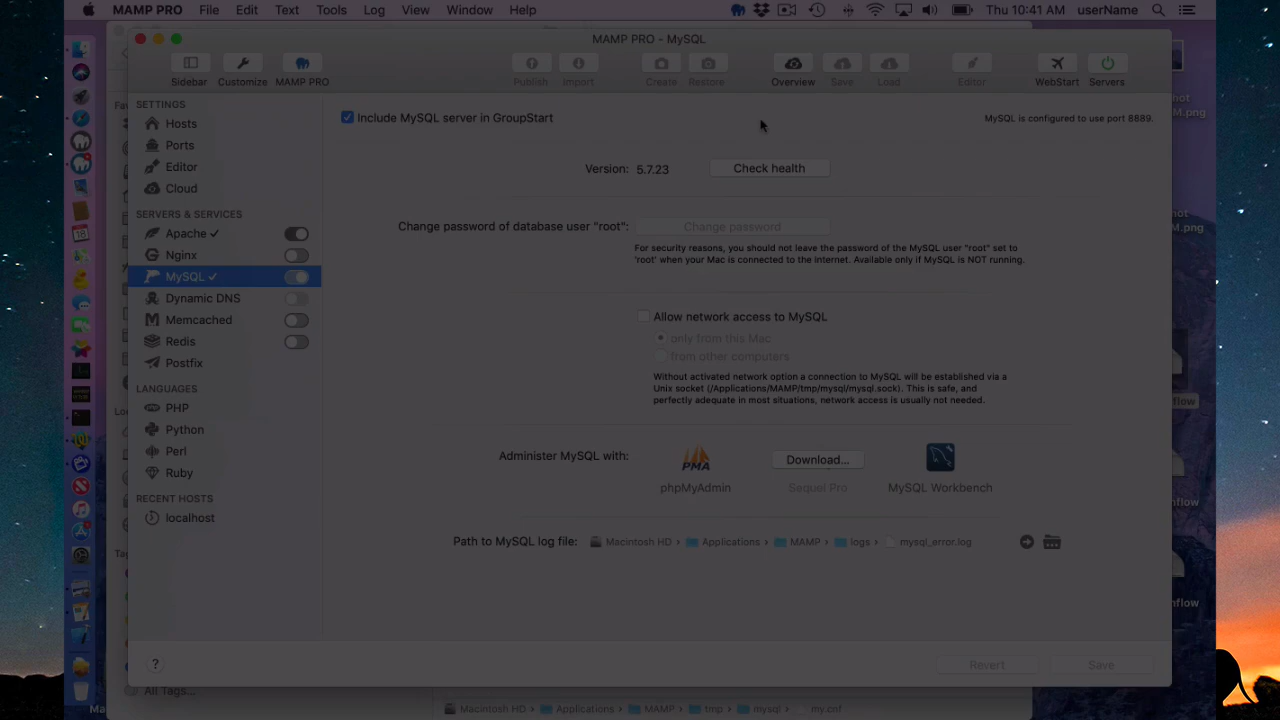 MAMP PRO File Edit Text Tools Log View Window Help Thu 10:41 AM userName
MAMP PRO - MySQL
Sidebar Customize MAMP PRO Publish Import Create Restore Overview Save Load Editor WebStart Servers
SETTINGS
Hosts
Ports
Editor
Cloud
SERVERS & SERVICES
Apache ✓
Nginx
MySQL ✓
Dynamic DNS
Memcached
Redis
Postfix
LANGUAGES
PHP
Python
Perl
Ruby
RECENT HOSTS
localhost
Include MySQL server in GroupStart
MySQL is configured to use port 8889.
Version: 5.7.23 Check health
Change password of database user "root": Change password
For security reasons, you should not leave the password of the MySQL user "root" set to
'root' when your Mac is connected to the Internet. Available only if MySQL is NOT running.
Allow network access to MySQL
only from this Mac
from other computers
Without activated network option a connection to MySQL will be established via a
Unix socket (/Applications/MAMP/tmp/mysql/mysql.sock). This is safe, and
perfectly adequate in most situations, network access is usually not needed.
Administer MySQL with:
PMA
phpMyAdmin
Download...
Sequel Pro
MySQL Workbench
Path to MySQL log file: Macintosh HD › Applications › MAMP › logs › mysql_error.log
? Revert Save
All Tags...
Macintosh HD › Applications › MAMP › tmp › mysql › my.cnf